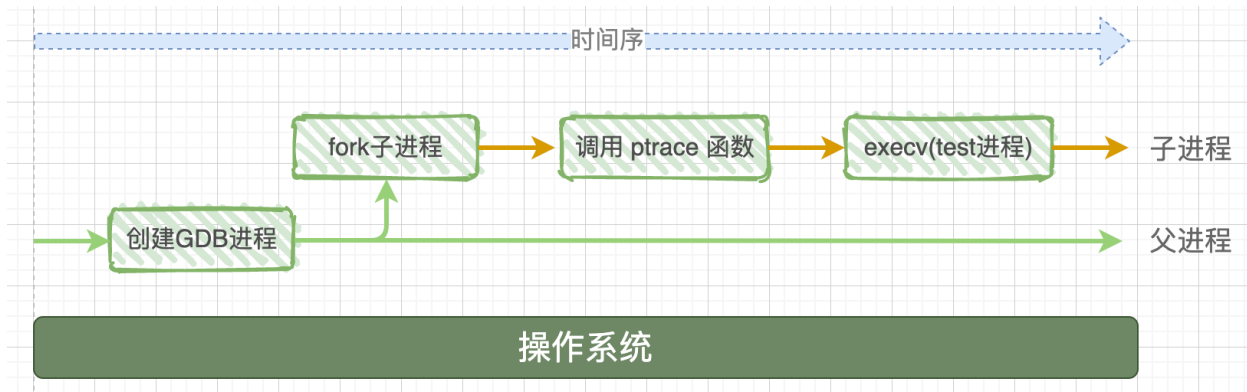 时间序
fork子进程
调用 ptrace 函数
execv(test进程)
子进程
创建GDB进程
父进程
操作系统